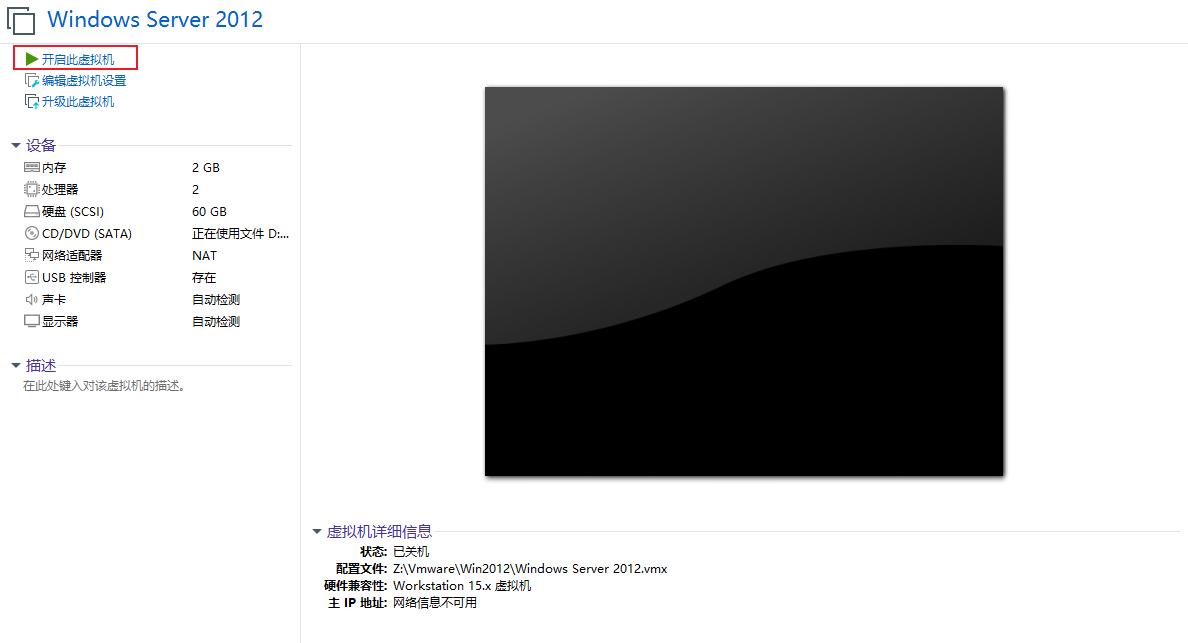 Windows Server 2012
开启此虚拟机
编辑虚拟机设置
升级此虚拟机
设备
内存 2 GB
处理器 2
硬盘 (SCSI) 60 GB
CD/DVD (SATA) 正在使用文件 D:...
网络适配器 NAT
USB 控制器 存在
声卡 自动检测
显示器 自动检测
描述
在此处键入对该虚拟机的描述。
虚拟机详细信息
状态: 已关机
配置文件: Z:\Vmware\Win2012\Windows Server 2012.vmx
硬件兼容性: Workstation 15.x 虚拟机
主 IP 地址: 网络信息不可用